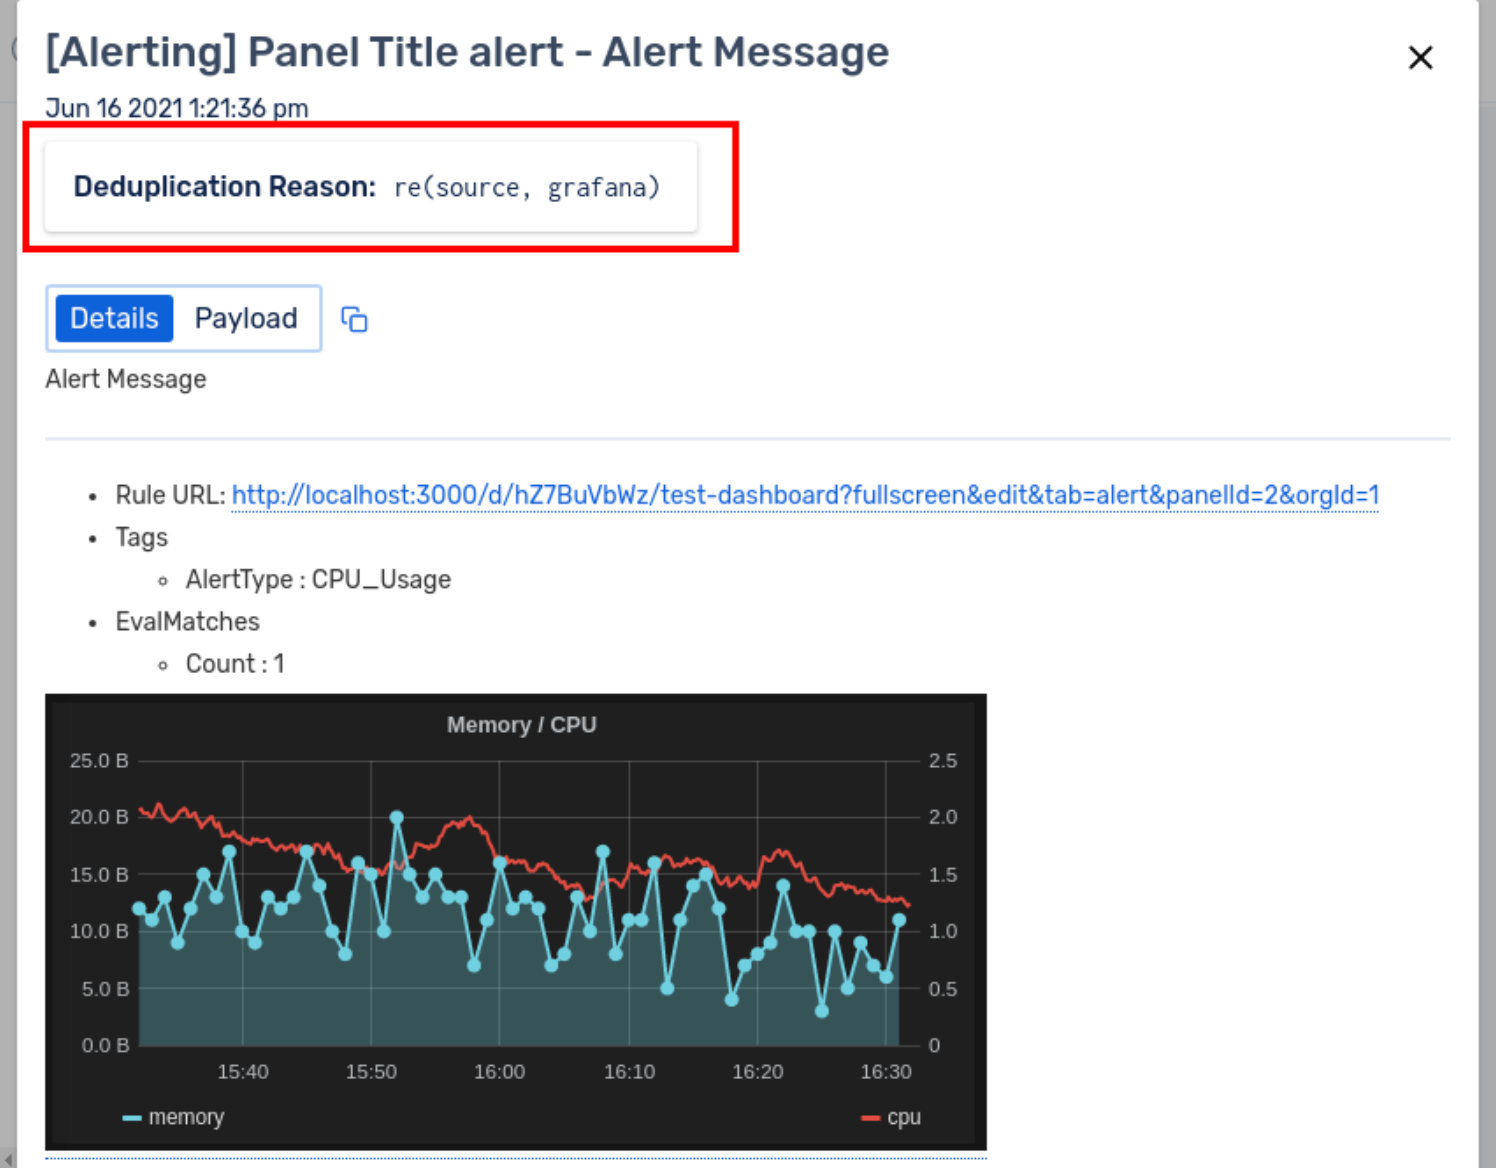 [Alerting] Panel Title alert - Alert Message
Jun 16 2021 1:21:36 pm
Deduplication Reason: re(source, grafana)
Details Payload
Alert Message
• Rule URL: http://localhost:3000/d/hZ7BuVbWz/test-dashboard?fullscreen&edit&tab=alert&panelId=2&orgId=1
• Tags
◦ AlertType : CPU_Usage
• EvalMatches
◦ Count : 1
Memory / CPU
25.0 B 2.5
20.0 B 2.0
15.0 B 1.5
10.0 B 1.0
5.0 B 0.5
0.0 B 0
15:40 15:50 16:00 16:10 16:20 16:30
memory cpu